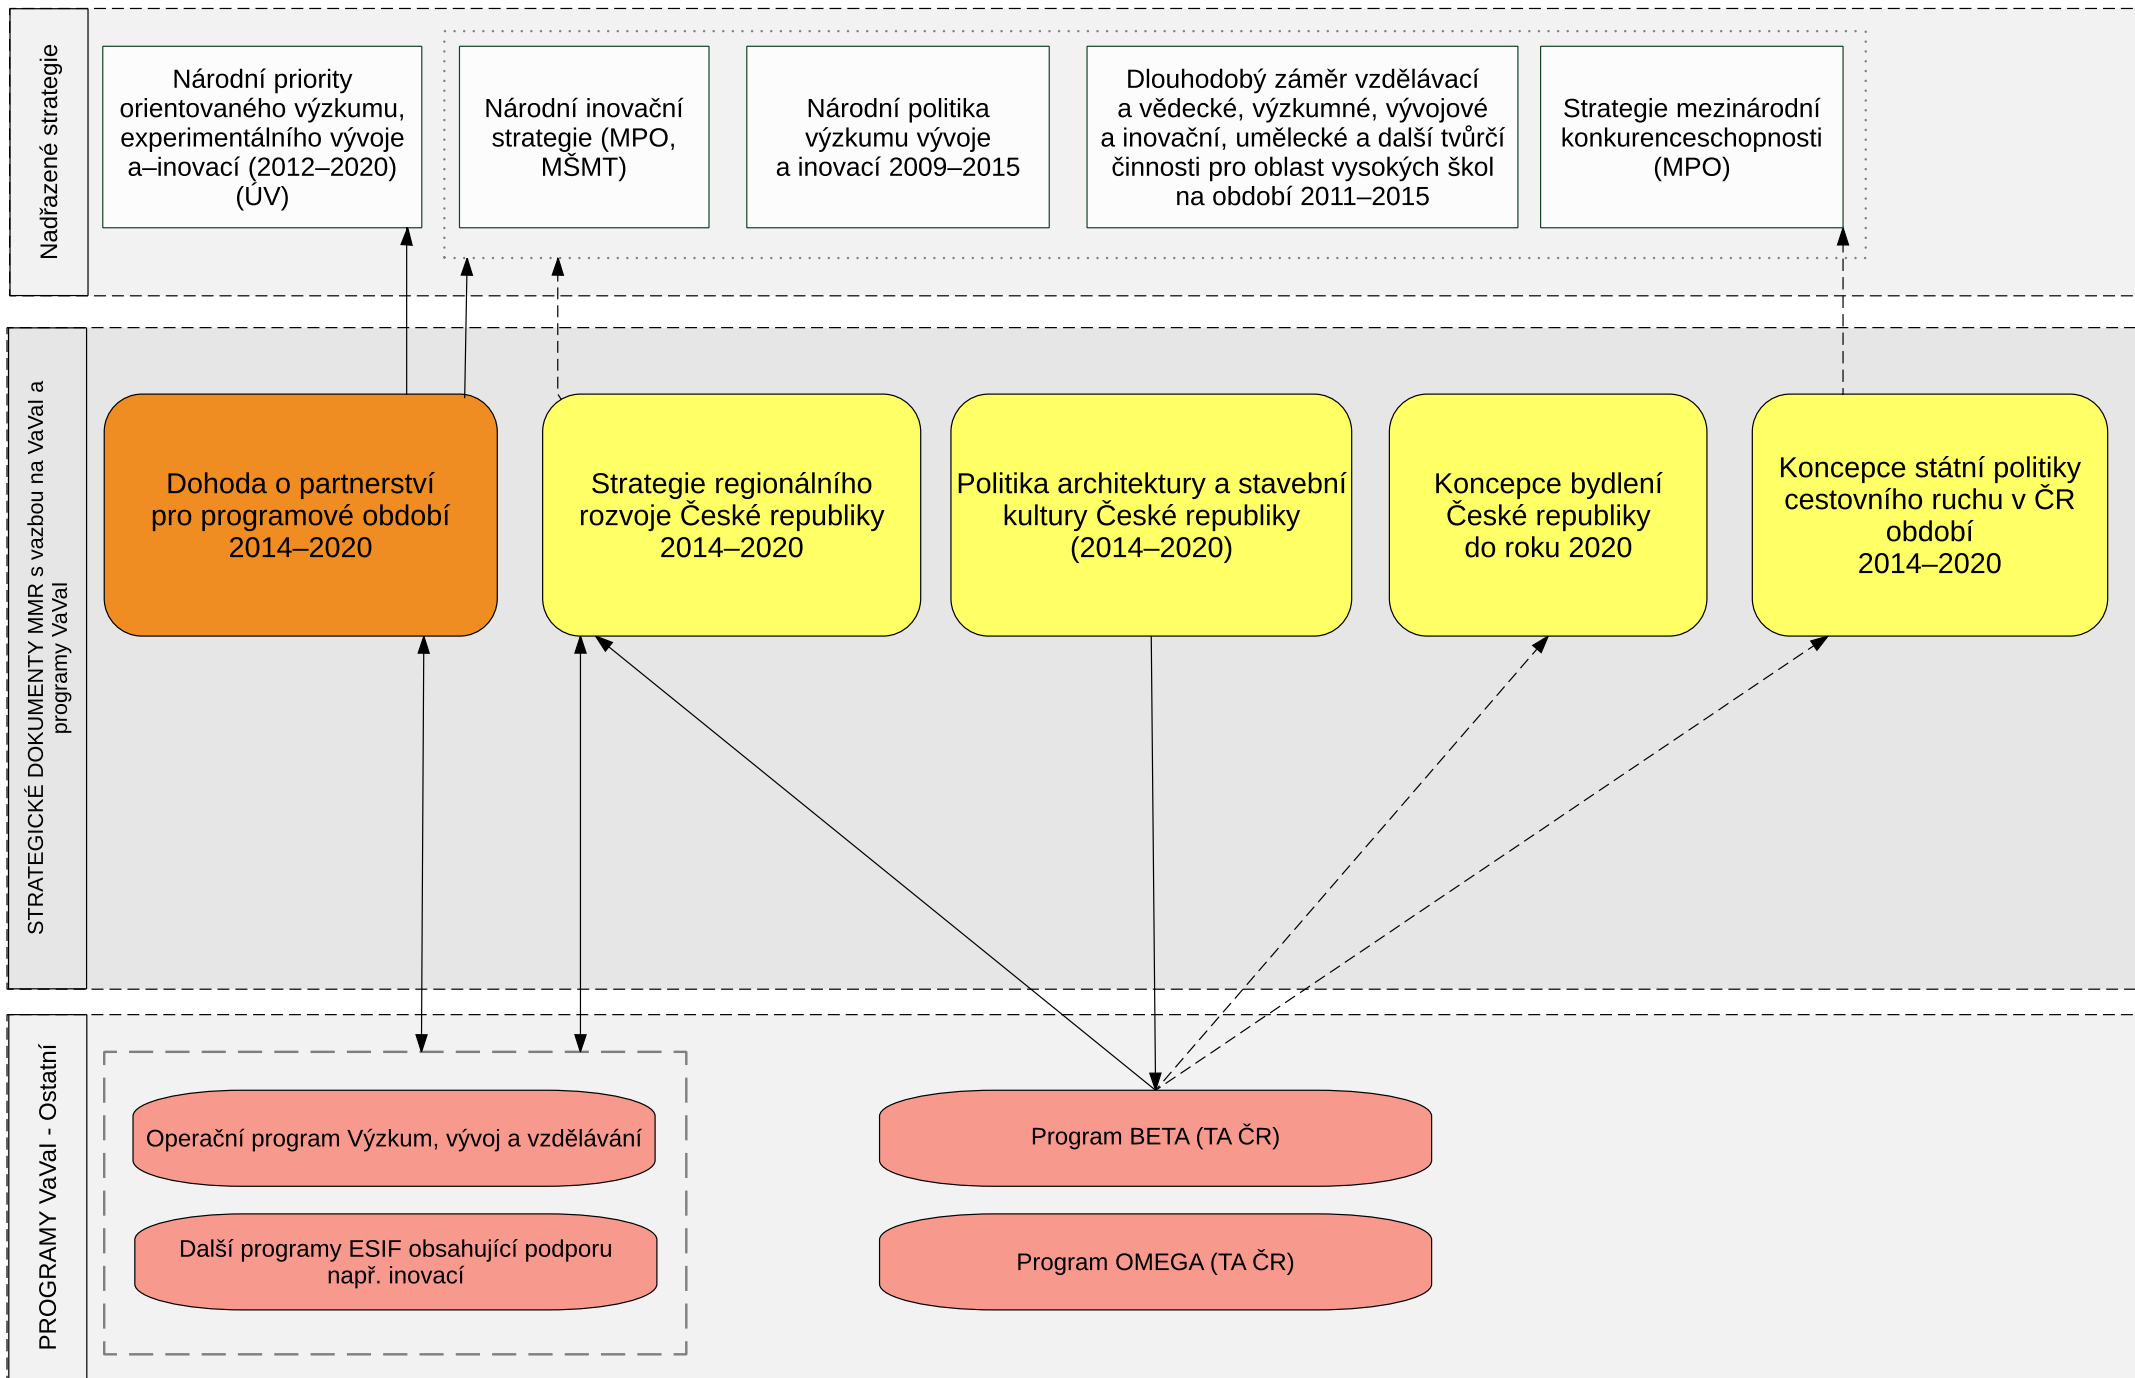 Nadřazené strategie
Národní priority
orientovaného výzkumu,
experimentálního vývoje
a–inovací (2012–2020)
(ÚV)
Národní inovační
strategie (MPO,
MŠMT)
Národní politika
výzkumu vývoje
a inovací 2009–2015
Dlouhodobý záměr vzdělávací
a vědecké, výzkumné, vývojové
a inovační, umělecké a další tvůrčí
činnosti pro oblast vysokých škol
na období 2011–2015
Strategie mezinárodní
konkurenceschopnosti
(MPO)
STRATEGICKÉ DOKUMENTY MMR s vazbou na VaVaI a
programy VaVaI
Dohoda o partnerství
pro programové období
2014–2020
Strategie regionálního
rozvoje České republiky
2014–2020
Politika architektury a stavební
kultury České republiky
(2014–2020)
Koncepce bydlení
České republiky
do roku 2020
Koncepce státní politiky
cestovního ruchu v ČR
období
2014–2020
PROGRAMY VaVaI - Ostatní
Operační program Výzkum, vývoj a vzdělávání
Další programy ESIF obsahující podporu
např. inovací
Program BETA (TA ČR)
Program OMEGA (TA ČR)